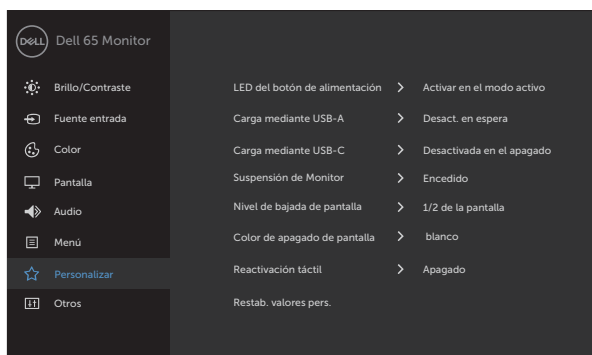 DELL Dell 65 Monitor
Brillo/Contraste LED del botón de alimentación > Activar en el modo activo
Fuente entrada Carga mediante USB-A > Desact. en espera
Color Carga mediante USB-C > Desactivada en el apagado
Pantalla Suspensión de Monitor > Encedido
Audio Nivel de bajada de pantalla > 1/2 de la pantalla
Menú Color de apagado de pantalla > blanco
Personalizar Reactivación táctil > Apagado
Otros Restab. valores pers.